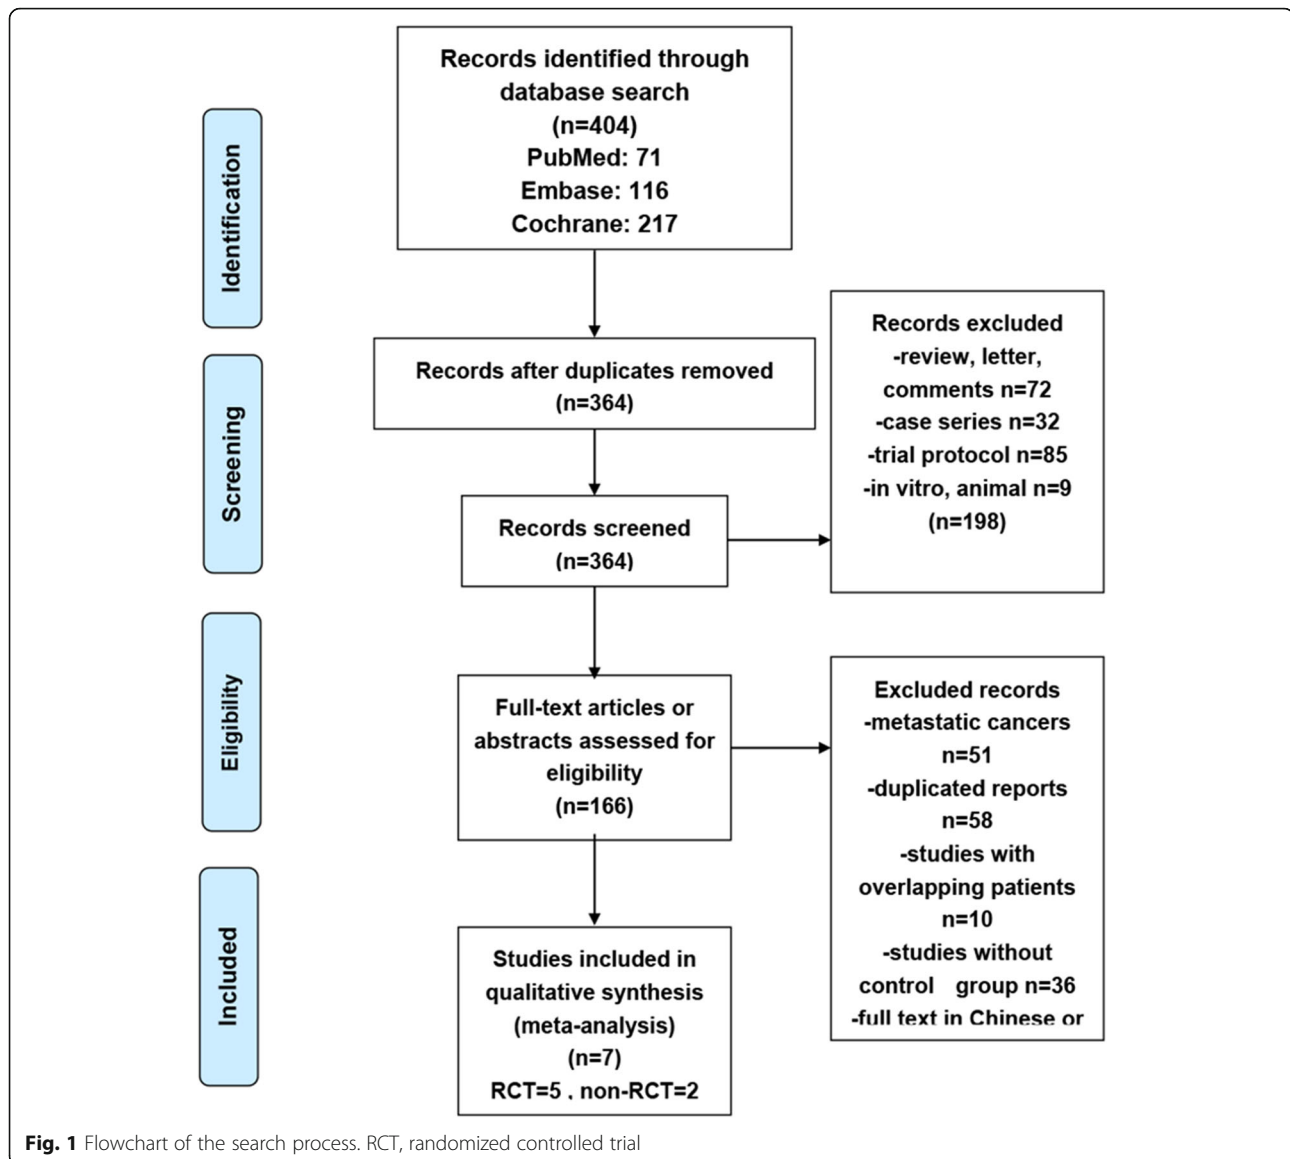 Records identified through
database search
(n=404)
PubMed: 71
Embase: 116
Cochrane: 217
Identification
Records after duplicates removed
(n=364)
Screening
Records screened
(n=364)
Records excluded
-review, letter,
comments n=72
-case series n=32
-trial protocol n=85
-in vitro, animal n=9
(n=198)
Eligibility
Full-text articles or
abstracts assessed for
eligibility
(n=166)
Excluded records
-metastatic cancers
n=51
-duplicated reports
n=58
-studies with
overlapping patients
n=10
-studies without
control group n=36
-full text in Chinese or
Included
Studies included in
qualitative synthesis
(meta-analysis)
(n=7)
RCT=5 , non-RCT=2
Fig. 1 Flowchart of the search process. RCT, randomized controlled trial